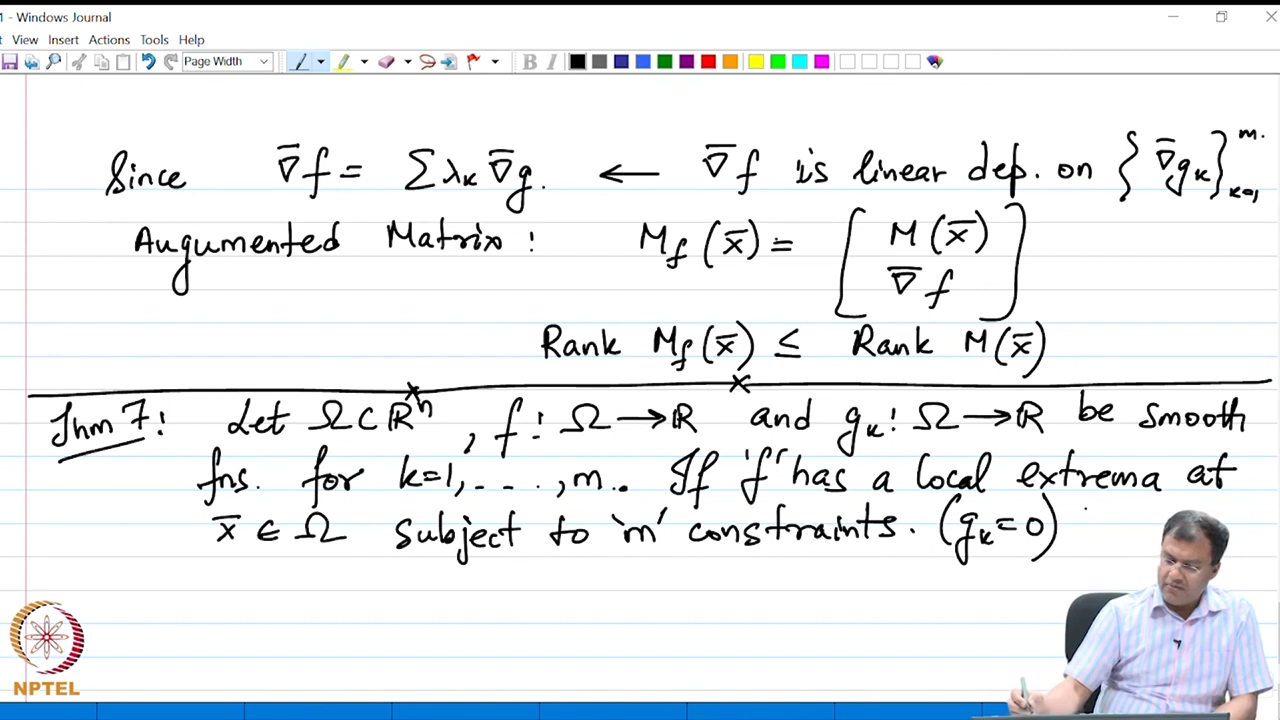 1 - Windows Journal
t View Insert Actions Tools Help
Page Width
B I
Since ∇̄f = Σλₖ ∇̄g. ← ∇̄f is linear dep. on {∇̄gₖ}ₖ₌₁ᵐ.
Augumented Matrix : M_f(x̄) = [ M(x̄)
∇̄f ]
Rank M_f(x̄) ≤ Rank M(x̄)
Thm 7: Let Ω⊂ℝⁿ, f: Ω→ℝ and gₖ: Ω→ℝ be smooth
fns. for k=1,- - -.,m. If 'f' has a local extrema at
x̄ ∈ Ω subject to 'm' constraints. (gₖ=0)
NPTEL